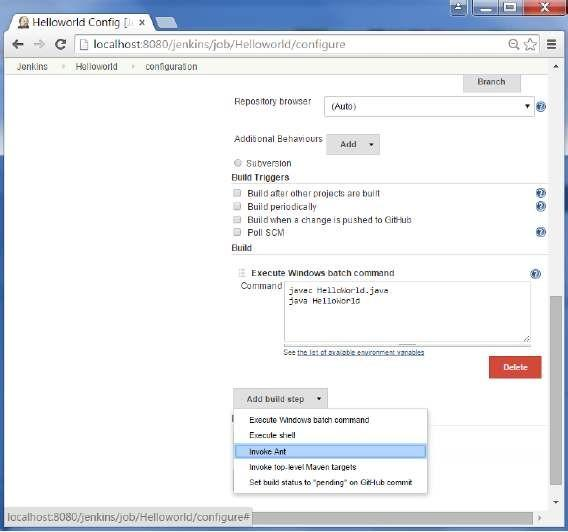 Helloworld Config [J
localhost:8080/jenkins/job/Helloworld/configure
Jenkins Helloworld configuration
Branch
Repository browser (Auto)
Additional Behaviours Add
Subversion
Build Triggers
Build after other projects are built
Build periodically
Build when a change is pushed to GitHub
Poll SCM
Build
Execute Windows batch command
Command javac HelloWorld.java
java HelloWorld
See the list of available environment variables
Delete
Add build step
Execute Windows batch command
Execute shell
Invoke Ant
Invoke top-level Maven targets
Set build status to "pending" on GitHub commit
localhost:8080/jenkins/job/Helloworld/configure#